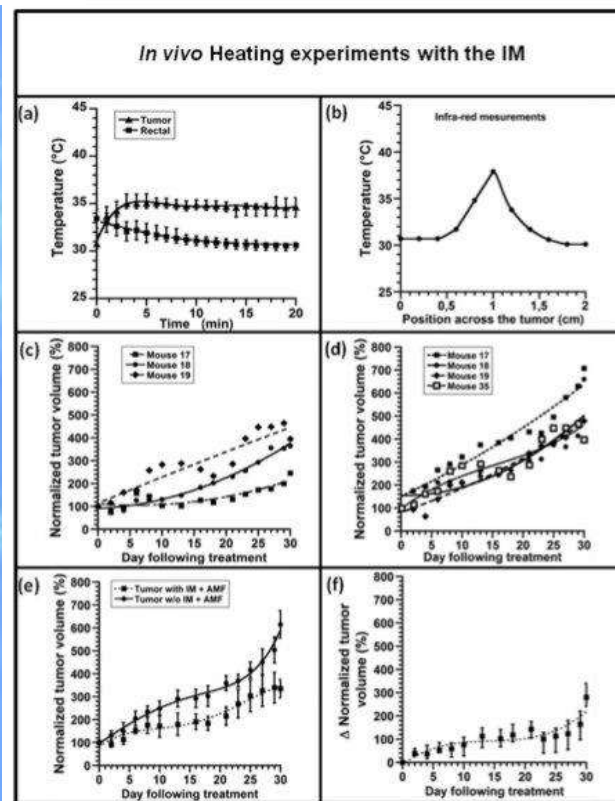 In vivo Heating experiments with the IM
(a)
45
40
35
30
25
Temperature (°C)
Tumor
Rectal
0
5
10
15
20
Time (min)
(b)
45
40
35
30
25
Temperature (°C)
Infra-red mesurements
0
0,5
1
1,5
2
Position across the tumor (cm)
(c)
800
700
600
500
400
300
200
100
0
Normalized tumor volume (%)
Mouse 17
Mouse 18
Mouse 19
0
5
10
15
20
25
30
Day following treatment
(d)
800
700
600
500
400
300
200
100
0
Normalized tumor volume (%)
Mouse 17
Mouse 18
Mouse 19
Mouse 35
0
5
10
15
20
25
30
Day following treatment
(e)
800
700
600
500
400
300
200
100
0
Normalized tumor volume (%)
Tumor with IM + AMF
Tumor w/o IM + AMF
0
5
10
15
20
25
30
Day following treatment
(f)
800
700
600
500
400
300
200
100
0
Δ Normalized tumor
volume (%)
0
5
10
15
20
25
30
Day following treatment